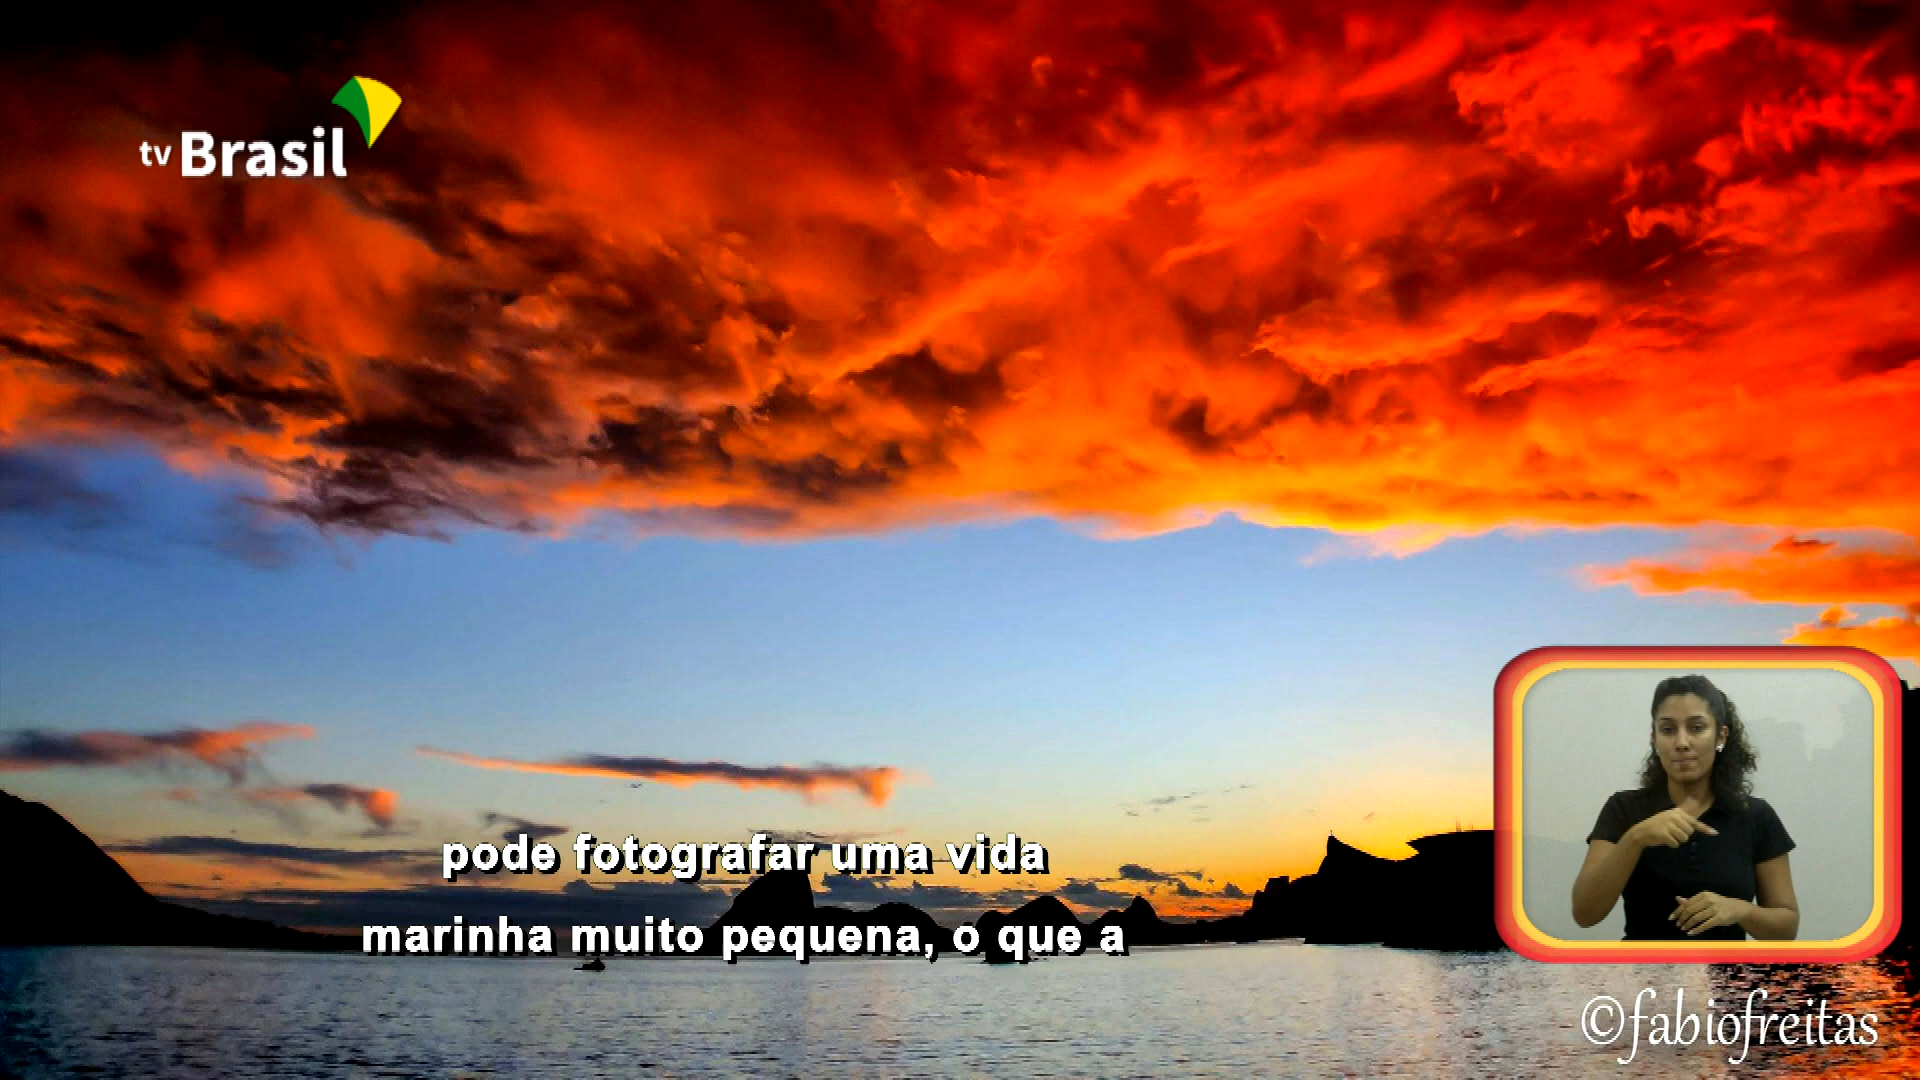 tv Brasil
pode fotografar uma vida
marinha muito pequena, o que a
©fabiofreitas